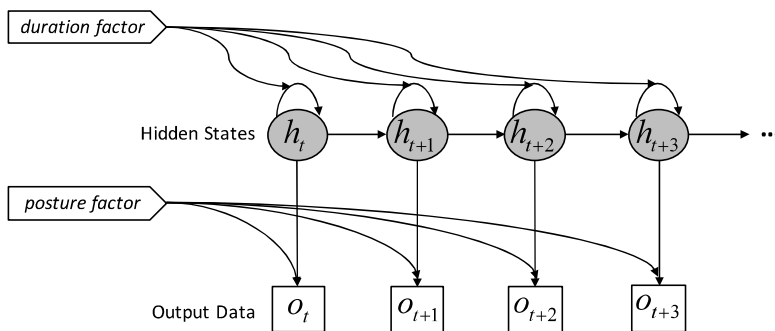 duration factor
Hidden States h_t h_{t+1} h_{t+2} h_{t+3} ..
posture factor
Output Data o_t o_{t+1} o_{t+2} o_{t+3}